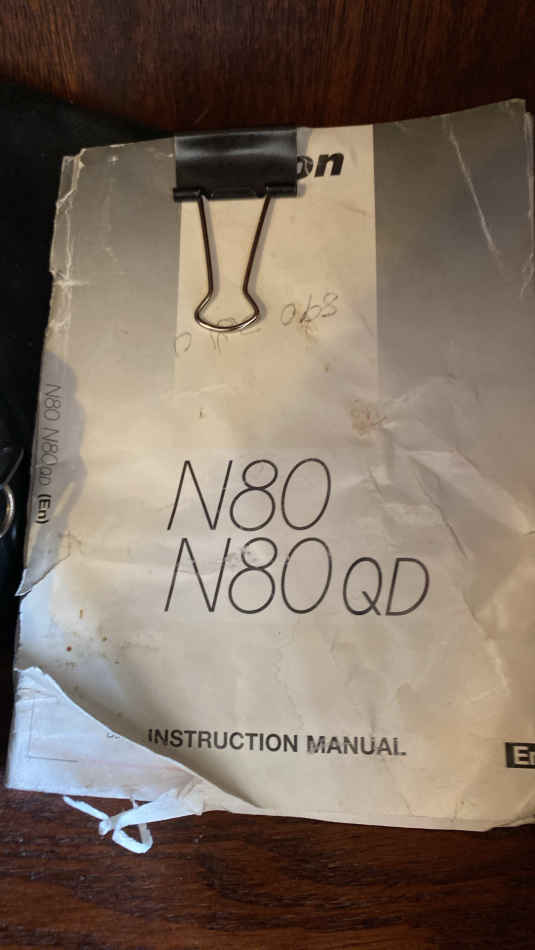 on
N80 N80QD (En)
N80
N80QD
INSTRUCTION MANUAL
En